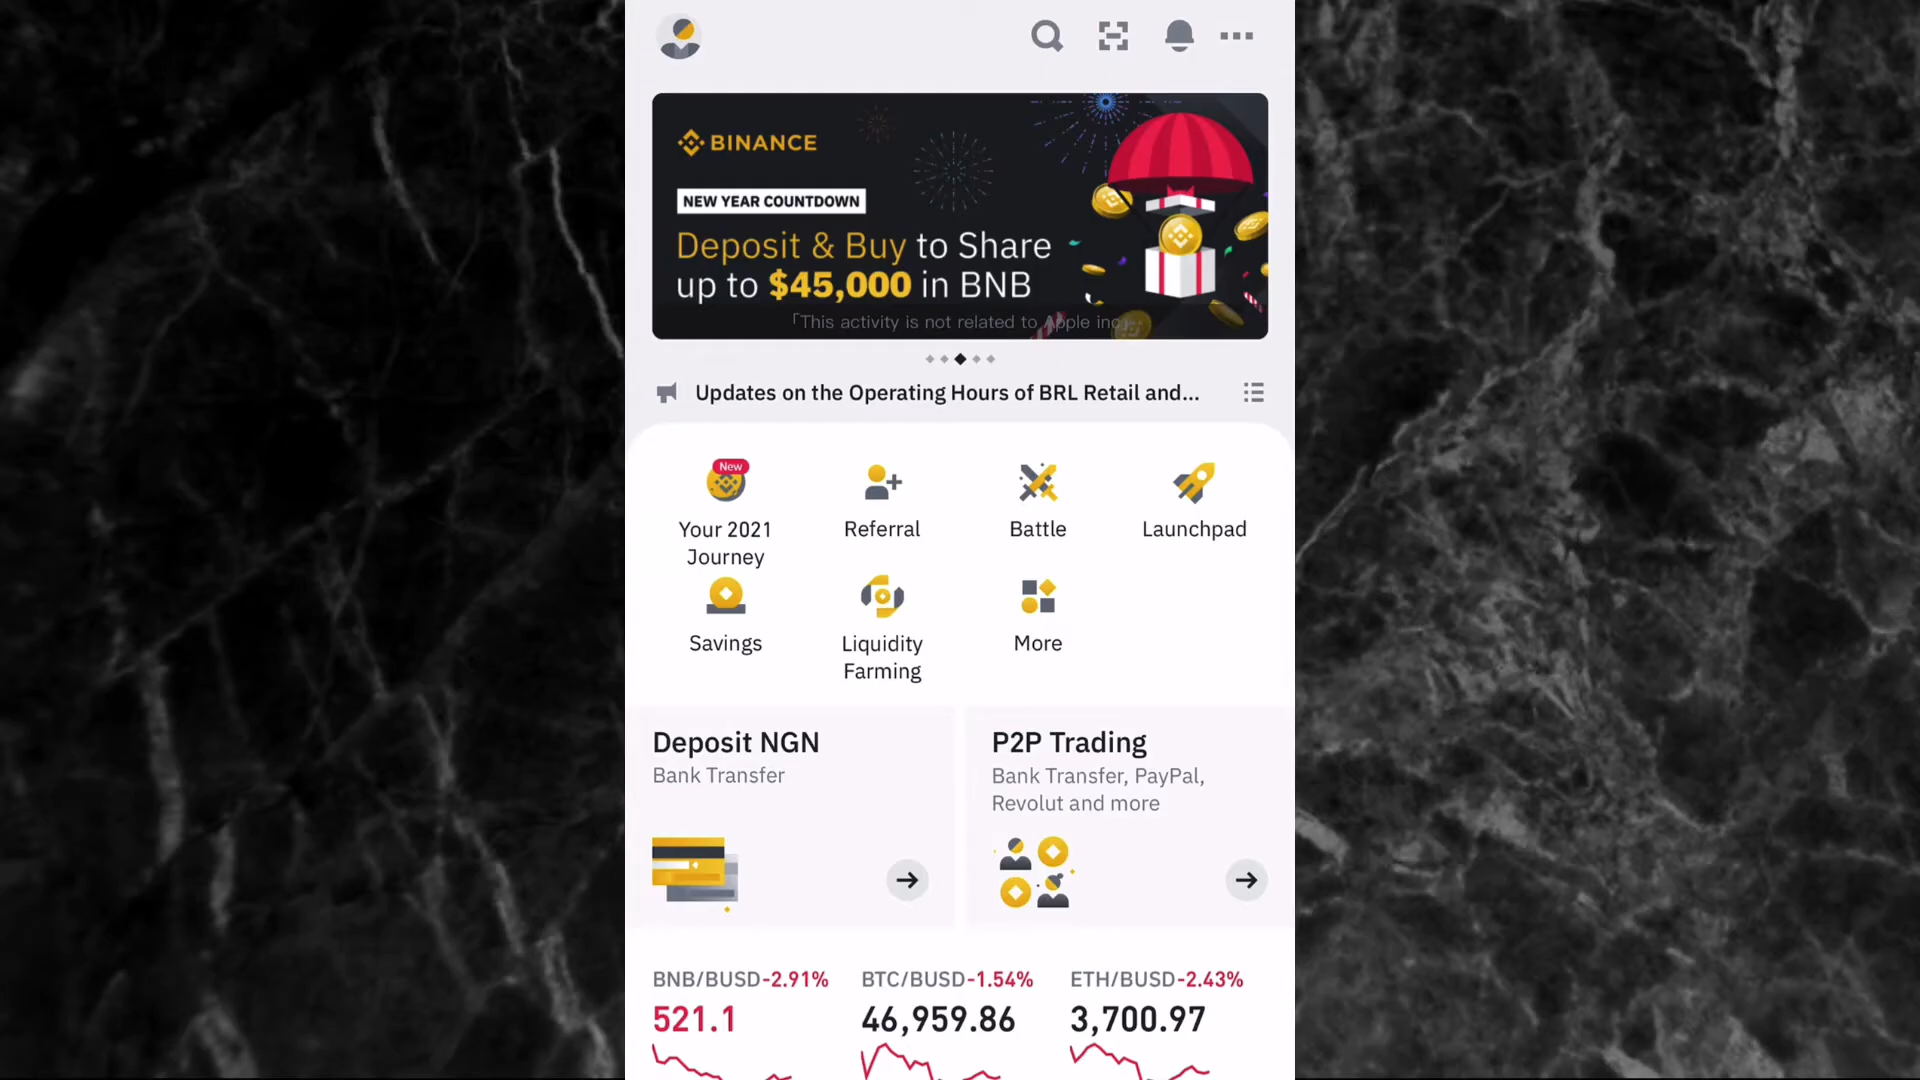 BINANCE
NEW YEAR COUNTDOWN
Deposit & Buy to Share
up to $45,000 in BNB
「This activity is not related to Apple inc」
Updates on the Operating Hours of BRL Retail and...
New
Your 2021
Journey
Referral
Battle
Launchpad
Savings
Liquidity
Farming
More
Deposit NGN
Bank Transfer
P2P Trading
Bank Transfer, PayPal,
Revolut and more
BNB/BUSD-2.91%
521.1
BTC/BUSD-1.54%
46,959.86
ETH/BUSD-2.43%
3,700.97